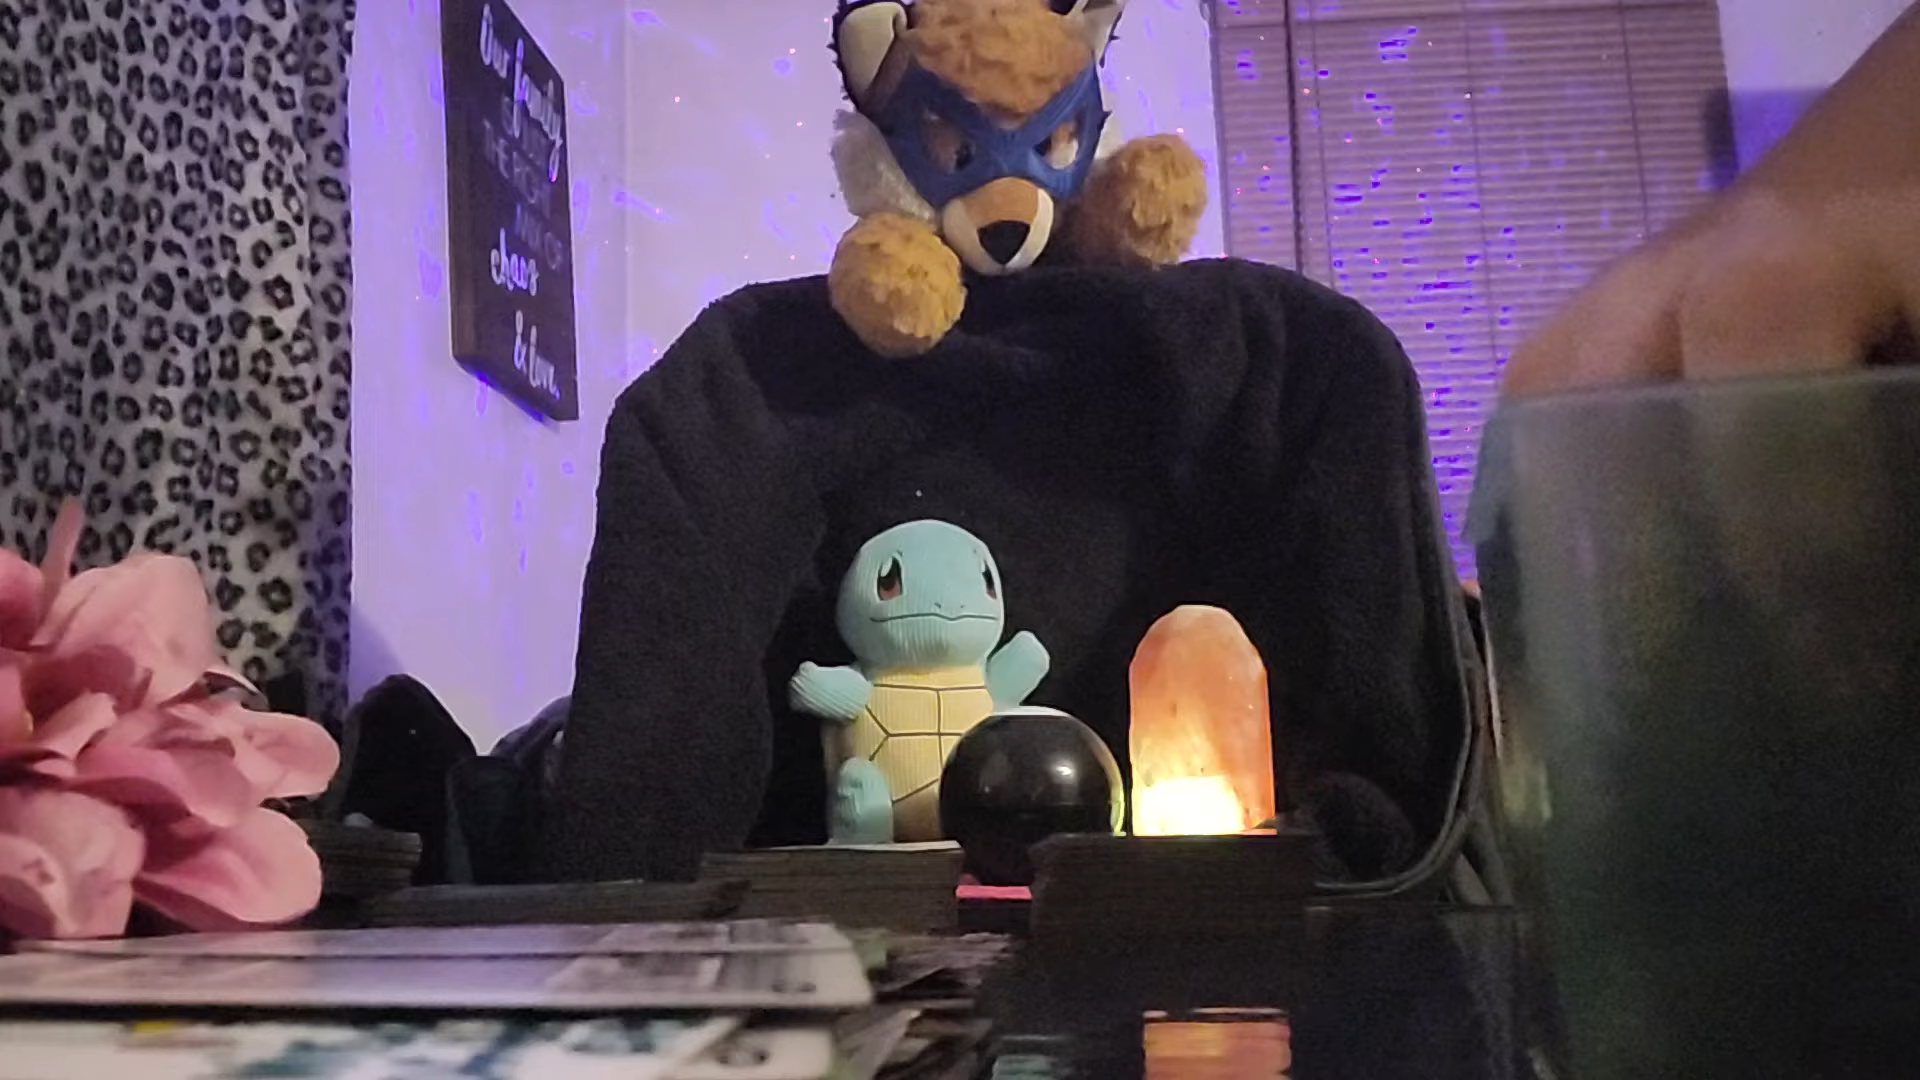 Our family
IS JUST
THE RIGHT
MIX OF
chaos
& love.